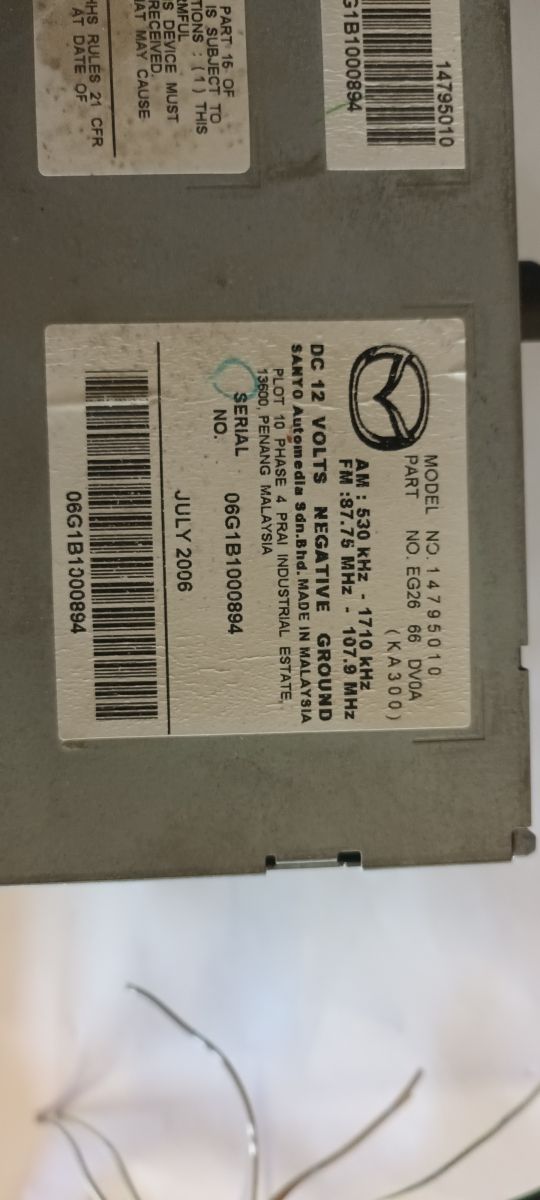 PART 15 OF
IS SUBJECT TO
TIONS : (1) THIS
RMFUL
S DEVICE MUST
RECEIVED
AT MAY CAUSE
HHS RULES 21 CFR
AT DATE OF
14795010
G1B1000894
MODEL NO. 14795010
PART NO. EG26 66 DV0A
(KA300)
AM : 530 kHz - 1710 kHz
FM :87.75 MHz - 107.9 MHz
DC 12 VOLTS NEGATIVE GROUND
SANYO Automedia Sdn.Bhd. MADE IN MALAYSIA
PLOT 10 PHASE 4 PRAI INDUSTRIAL ESTATE,
13600, PENANG MALAYSIA
SERIAL NO. 06G1B1000894
JULY 2006
06G1B1000894